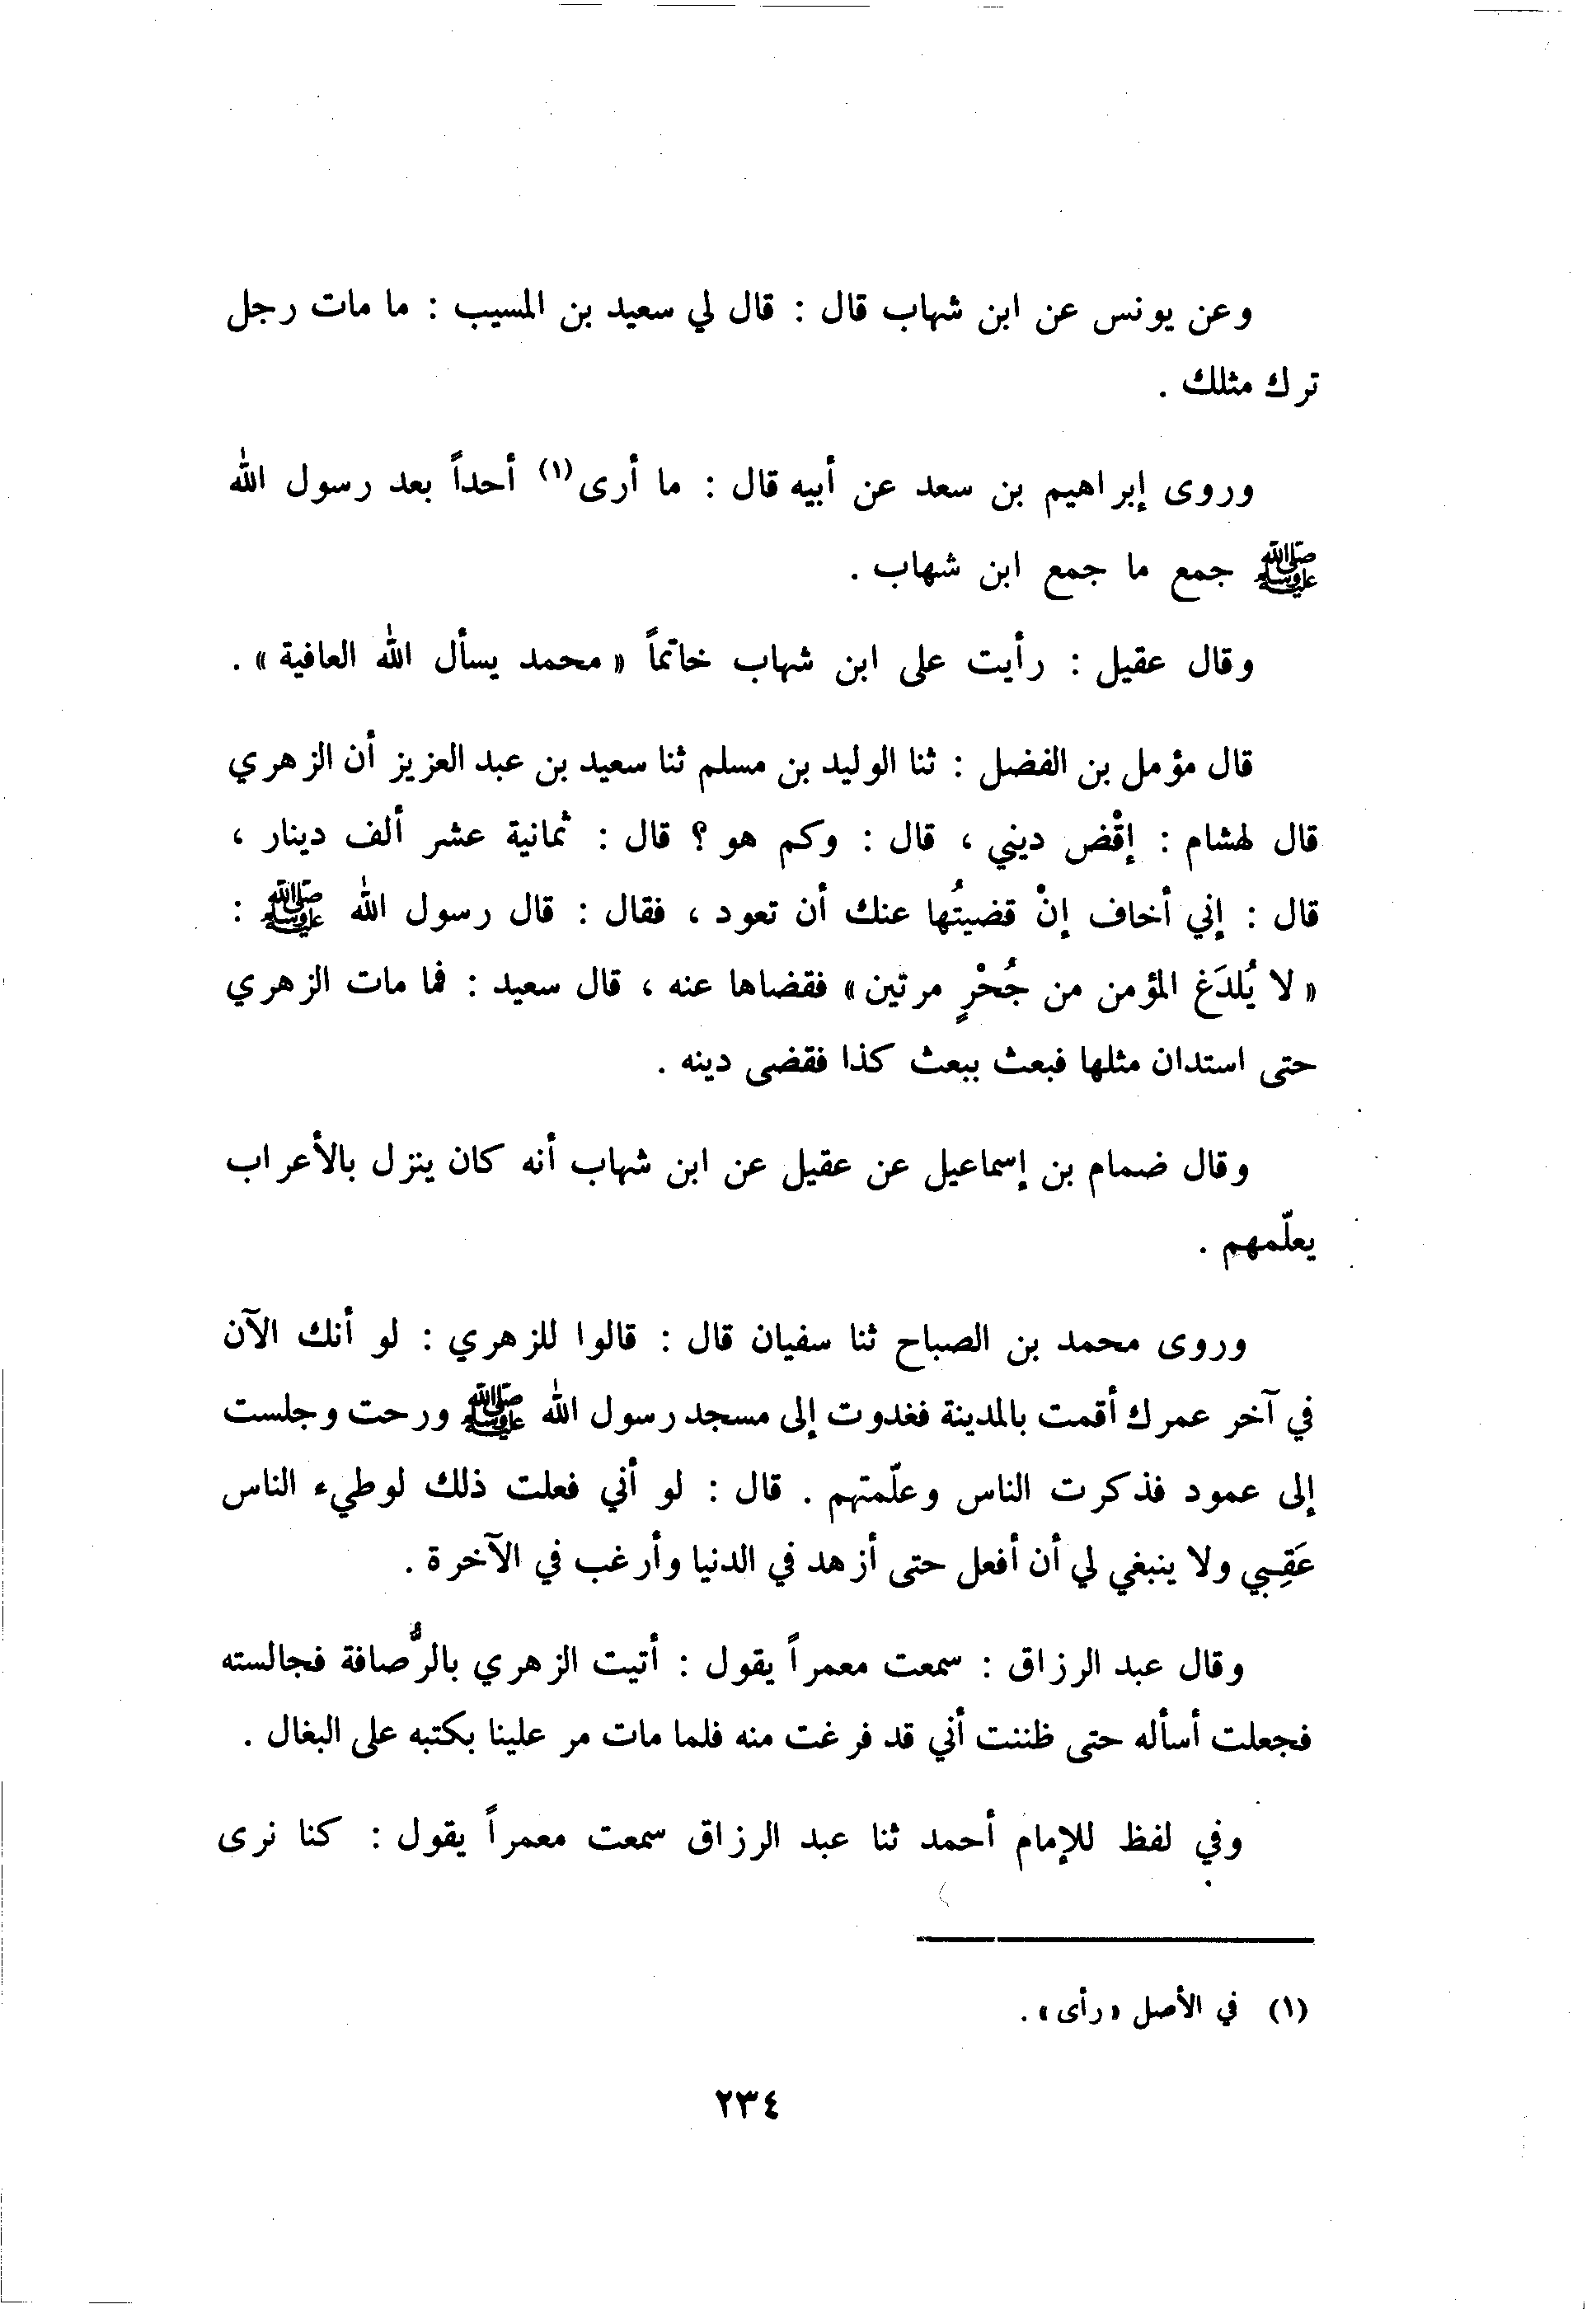 وعن يونس عن ابن شهاب قال : قال لي سعيد بن المسيب : ما مات رجل
ترك مثلك .
وروى إبراهيم بن سعد عن أبيه قال : ما أرى(١) أحداً بعد رسول الله
ﷺ جمع ما جمع ابن شهاب .
وقال عقيل : رأيت على ابن شهاب خاتماً « محمد يسأل الله العافية » .
قال مؤمل بن الفضل : ثنا الوليد بن مسلم ثنا سعيد بن عبد العزيز أن الزهري
قال لهشام : إقْض ديني ، قال : وكم هو ؟ قال : ثمانية عشر ألف دينار ،
قال : إني أخاف إنْ قضيتُها عنك أن تعود ، فقال : قال رسول الله ﷺ :
« لا يُلدَغ المؤمن من جُحْرٍ مرتين » فقضاها عنه ، قال سعيد : فما مات الزهري
حتى استدان مثلها فبعث ببعث كذا فقضى دينه .
وقال ضمام بن إسماعيل عن عقيل عن ابن شهاب أنه كان ينزل بالأعراب
يعلّمهم .
وروى محمد بن الصباح ثنا سفيان قال : قالوا للزهري : لو أنك الآن
في آخر عمرك أقمت بالمدينة فغدوت إلى مسجد رسول الله ﷺ ورحت وجلست
إلى عمود فذكرت الناس وعلّمتهم . قال : لو أني فعلت ذلك لوطيء الناس
عَقِبي ولا ينبغي لي أن أفعل حتى أزهد في الدنيا وأرغب في الآخرة .
وقال عبد الرزاق : سمعت معمراً يقول : أتيت الزهري بالرُّصافة فجالسته
فجعلت أسأله حتى ظننت أني قد فرغت منه فلما مات مر علينا بكتبه على البغال .
وفي لفظ للإمام أحمد ثنا عبد الرزاق سمعت معمراً يقول : كنا نرى
(١) في الأصل « رأى » .
٢٣٤